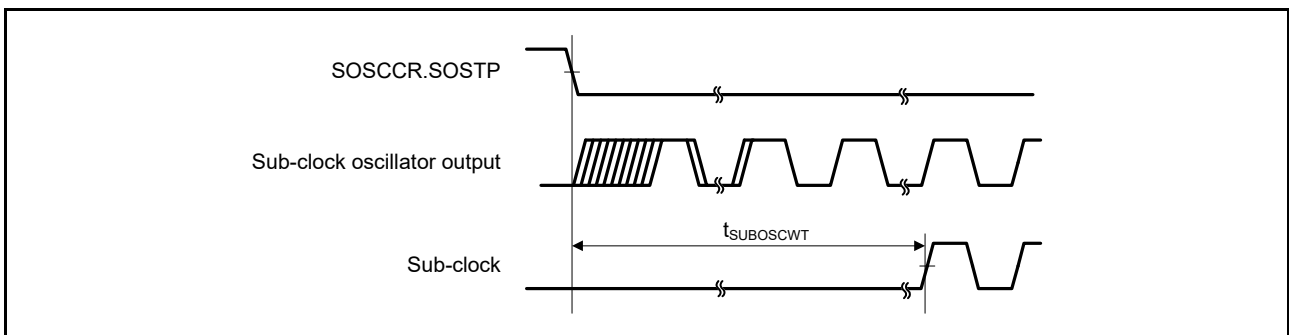 SOSCCR.SOSTP
Sub-clock oscillator output
tSUBOSCWT
Sub-clock